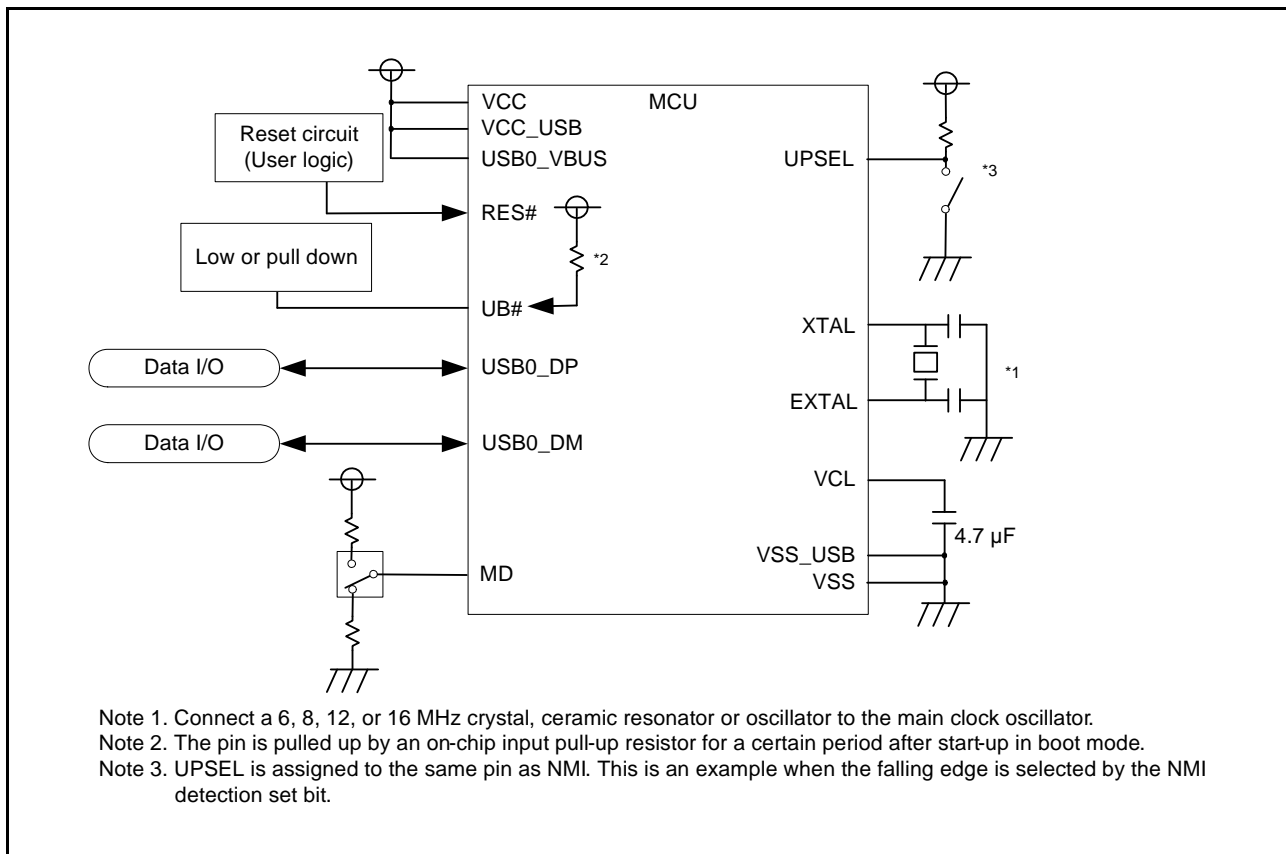 VCC
MCU
VCC_USB
Reset circuit
(User logic)
USB0_VBUS
UPSEL
*3
RES#
Low or pull down
*2
UB#
XTAL
Data I/O
USB0_DP
*1
EXTAL
Data I/O
USB0_DM
VCL
4.7 µF
VSS_USB
MD
VSS
Note 1. Connect a 6, 8, 12, or 16 MHz crystal, ceramic resonator or oscillator to the main clock oscillator.
Note 2. The pin is pulled up by an on-chip input pull-up resistor for a certain period after start-up in boot mode.
Note 3. UPSEL is assigned to the same pin as NMI. This is an example when the falling edge is selected by the NMI
detection set bit.